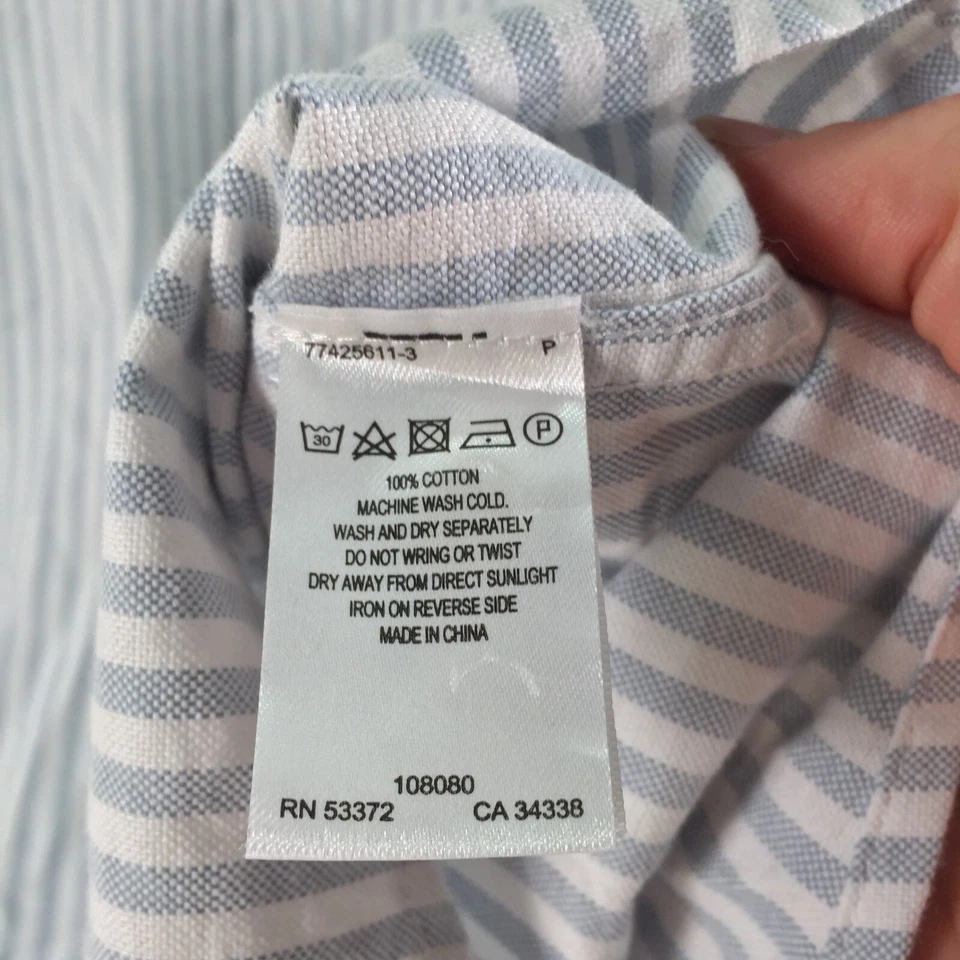 77425611-3 P
30 P
100% COTTON
MACHINE WASH COLD.
WASH AND DRY SEPARATELY
DO NOT WRING OR TWIST
DRY AWAY FROM DIRECT SUNLIGHT
IRON ON REVERSE SIDE
MADE IN CHINA
108080
RN 53372 CA 34338